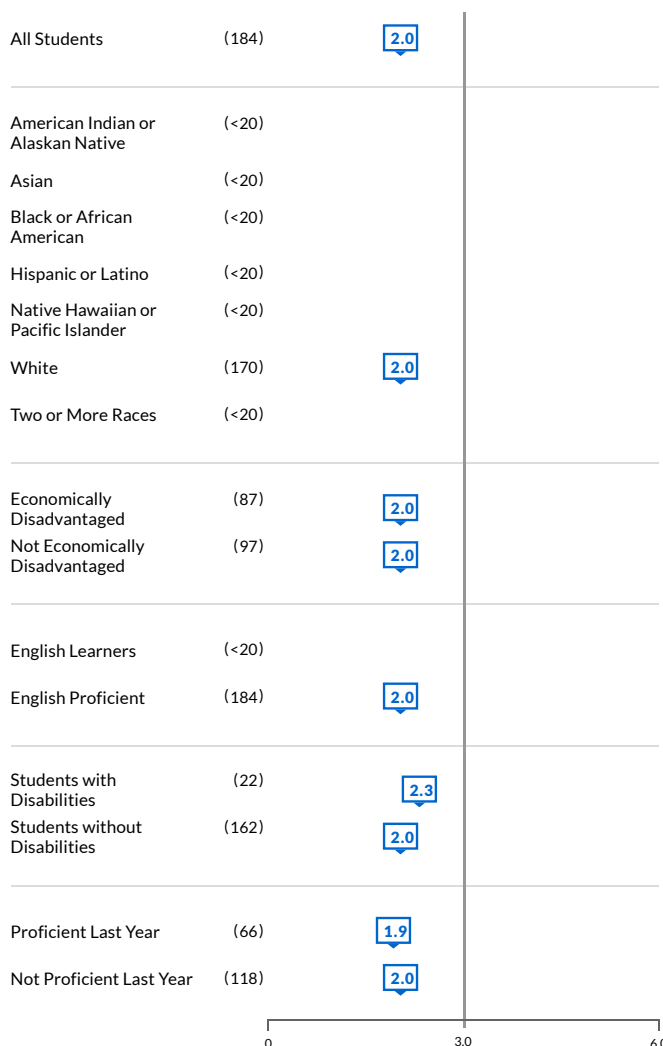 All Students (184) 2.0
American Indian or (<20)
Alaskan Native
Asian (<20)
Black or African (<20)
American
Hispanic or Latino (<20)
Native Hawaiian or (<20)
Pacific Islander
White (170) 2.0
Two or More Races (<20)
Economically (87) 2.0
Disadvantaged
Not Economically (97) 2.0
Disadvantaged
English Learners (<20)
English Proficient (184) 2.0
Students with (22) 2.3
Disabilities
Students without (162) 2.0
Disabilities
Proficient Last Year (66) 1.9
Not Proficient Last Year (118) 2.0
0 3.0 6.0